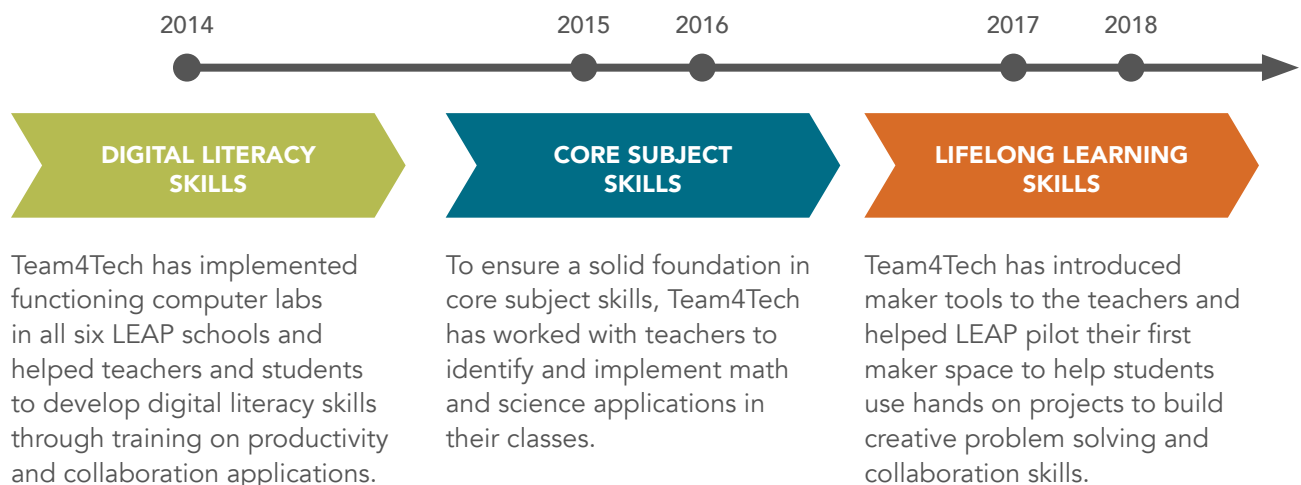 2014
2015
2016
2017
2018
DIGITAL LITERACY
SKILLS
Team4Tech has implemented
functioning computer labs
in all six LEAP schools and
helped teachers and students
to develop digital literacy skills
through training on productivity
and collaboration applications.
CORE SUBJECT
SKILLS
To ensure a solid foundation in
core subject skills, Team4Tech
has worked with teachers to
identify and implement math
and science applications in
their classes.
LIFELONG LEARNING
SKILLS
Team4Tech has introduced
maker tools to the teachers and
helped LEAP pilot their first
maker space to help students
use hands on projects to build
creative problem solving and
collaboration skills.